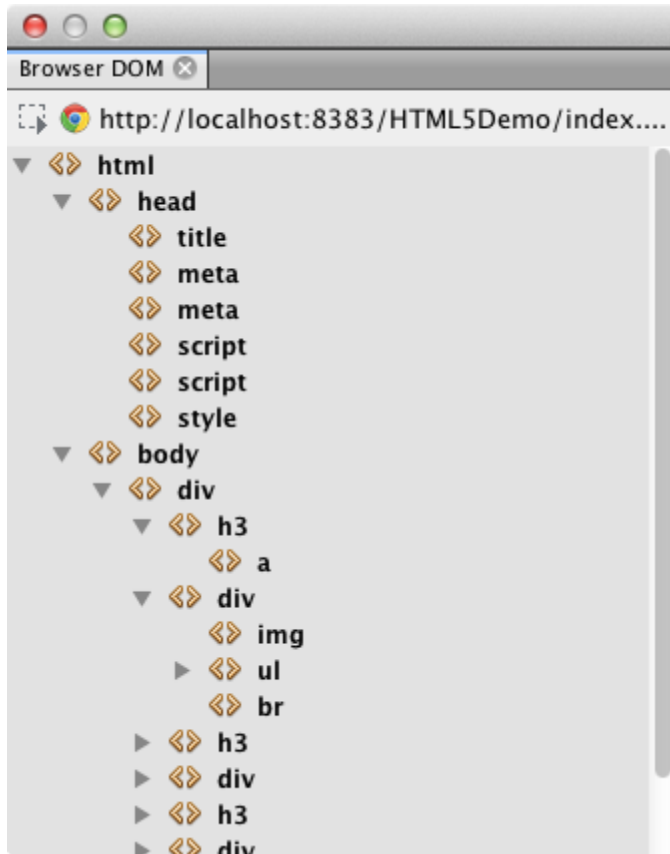 Browser DOM
http://localhost:8383/HTML5Demo/index....
html
head
title
meta
meta
script
script
style
body
div
h3
a
div
img
ul
br
h3
div
h3
div